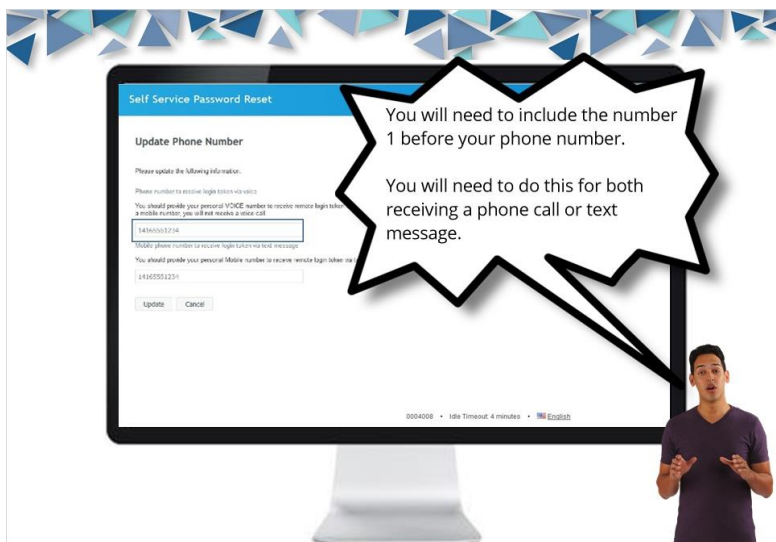 Self Service Password Reset
You will need to include the number
1 before your phone number.
You will need to do this for both
receiving a phone call or text
message.
Update Phone Number
Please update the following information.
Phone number to receive login token via voice
You should provide your personal VOICE number to receive remote login token
a mobile number, you will not receive a voice call.
14165551234
Mobile phone number to receive login token via text message
You should provide your personal Mobile number to receive remote login token via
14165551234
Update Cancel
0004008 • Idle Timeout: 4 minutes • English